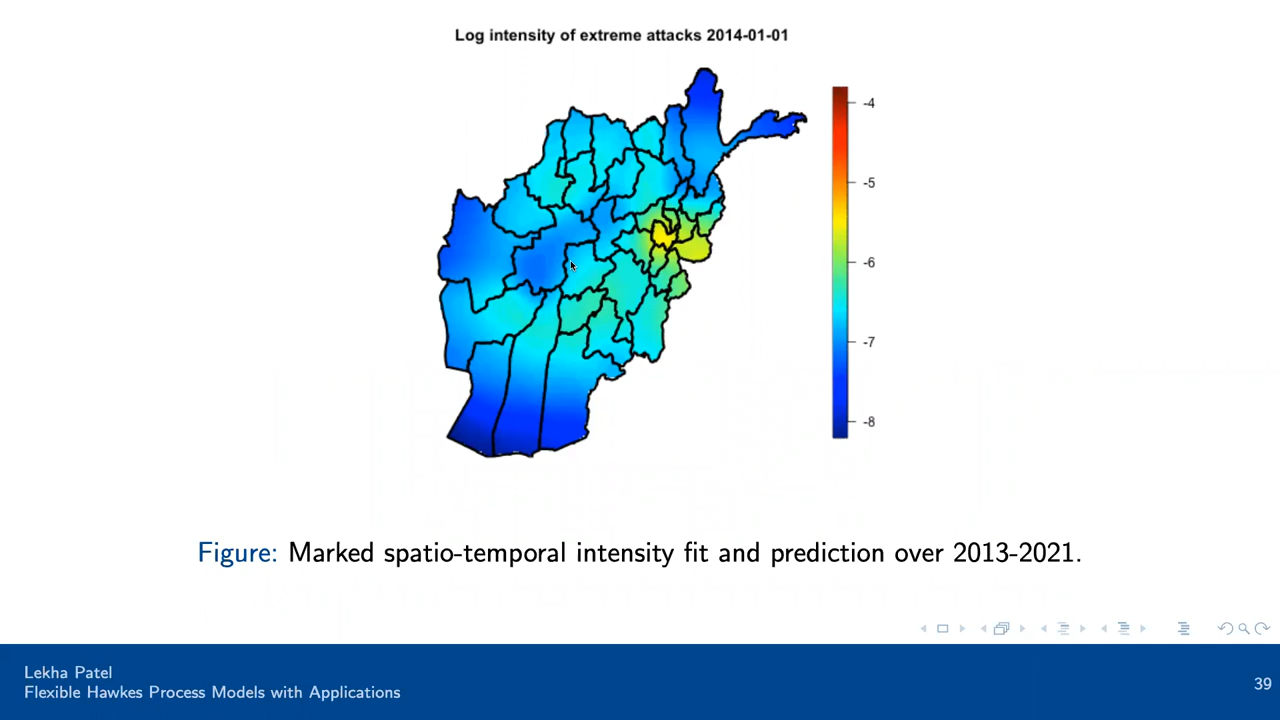 Log intensity of extreme attacks 2014-01-01
-4
-5
-6
-7
-8
Figure: Marked spatio-temporal intensity fit and prediction over 2013-2021.
Lekha Patel
Flexible Hawkes Process Models with Applications
39